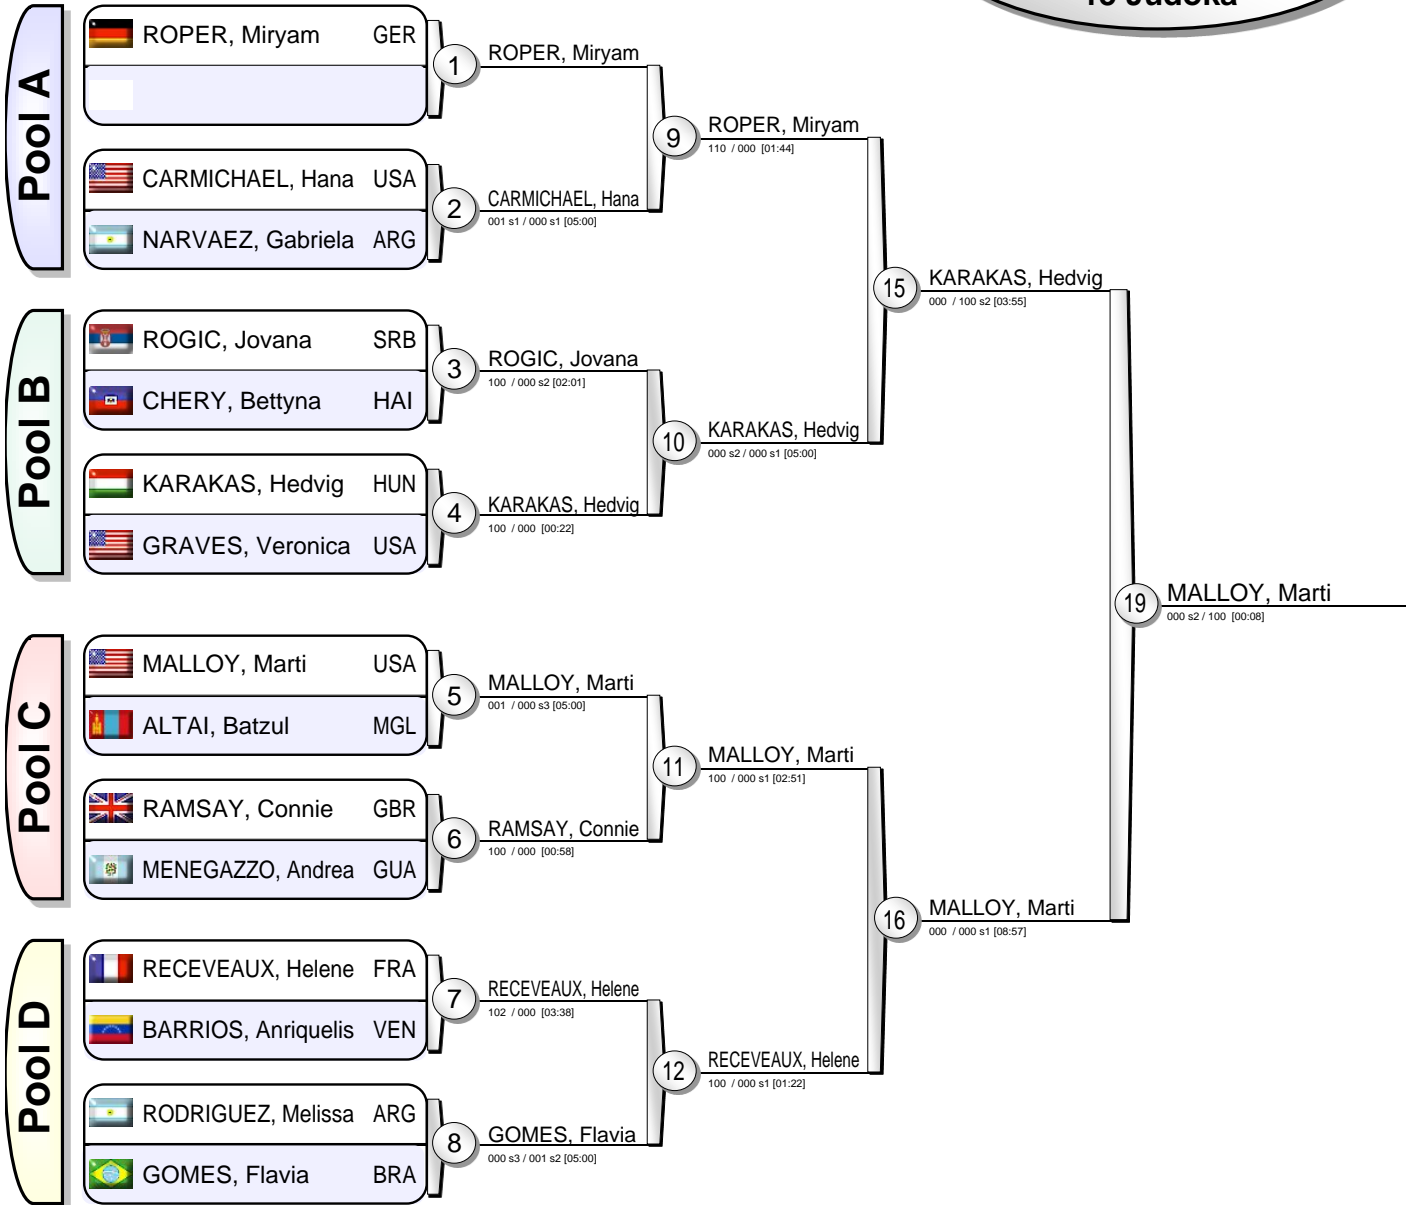 15 Judoka
Pool A
ROPER, Miryam GER
CARMICHAEL, Hana USA
NARVAEZ, Gabriela ARG
Pool B
ROGIC, Jovana SRB
CHERY, Bettyna HAI
KARAKAS, Hedvig HUN
GRAVES, Veronica USA
Pool C
MALLOY, Marti USA
ALTAI, Batzul MGL
RAMSAY, Connie GBR
MENEGAZZO, Andrea GUA
Pool D
RECEVEAUX, Helene FRA
BARRIOS, Anriquelis VEN
RODRIGUEZ, Melissa ARG
GOMES, Flavia BRA
1
ROPER, Miryam
2
CARMICHAEL, Hana
001 s1 / 000 s1 [05:00]
3
ROGIC, Jovana
100 / 000 s2 [02:01]
4
KARAKAS, Hedvig
100 / 000 [00:22]
5
MALLOY, Marti
001 / 000 s3 [05:00]
6
RAMSAY, Connie
100 / 000 [00:58]
7
RECEVEAUX, Helene
102 / 000 [03:38]
8
GOMES, Flavia
000 s3 / 001 s2 [05:00]
9
ROPER, Miryam
110 / 000 [01:44]
10
KARAKAS, Hedvig
000 s2 / 000 s1 [05:00]
11
MALLOY, Marti
100 / 000 s1 [02:51]
12
RECEVEAUX, Helene
100 / 000 s1 [01:22]
15
KARAKAS, Hedvig
000 / 100 s2 [03:55]
16
MALLOY, Marti
000 / 000 s1 [08:57]
19
MALLOY, Marti
000 s2 / 100 [00:08]